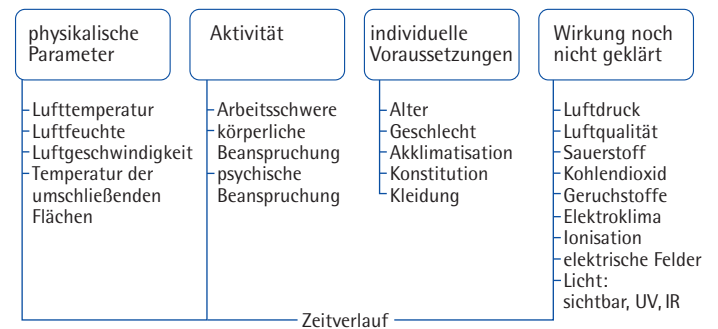 physikalische
Parameter
Lufttemperatur
Luftfeuchte
Luftgeschwindigkeit
Temperatur der
umschließenden
Flächen
Aktivität
Arbeitsschwere
körperliche
Beanspruchung
psychische
Beanspruchung
individuelle
Voraussetzungen
Alter
Geschlecht
Akklimatisation
Konstitution
Kleidung
Wirkung noch
nicht geklärt
Luftdruck
Luftqualität
Sauerstoff
Kohlendioxid
Geruchstoffe
Elektroklima
Ionisation
elektrische Felder
Licht:
sichtbar, UV, IR
Zeitverlauf